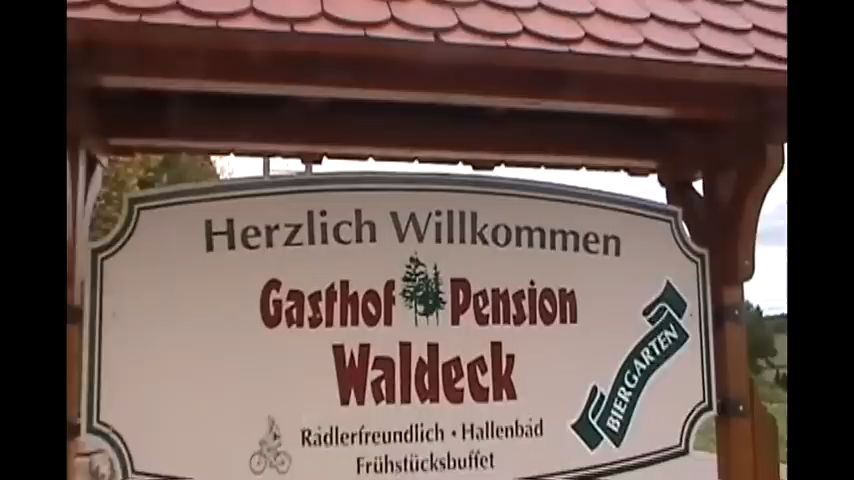 Herzlich Willkommen
Gasthof Pension
Waldeck
BIERGARTEN
Radlerfreundlich · Hallenbad
Frühstücksbuffet